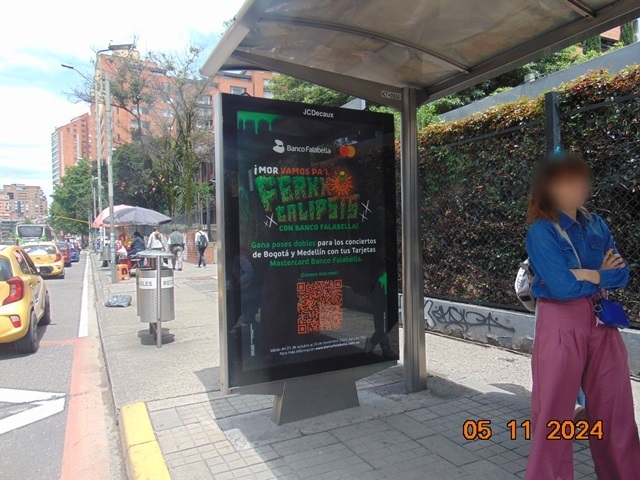 JCDecaux
Banco Falabella
¡MOR VAMOS PA'L
FERXXO
CALIPSIS
CON BANCO FALABELLA!
Gana pases dobles para los conciertos
de Bogotá y Medellín con tus Tarjetas
Mastercard Banco Falabella.
05 11 2024